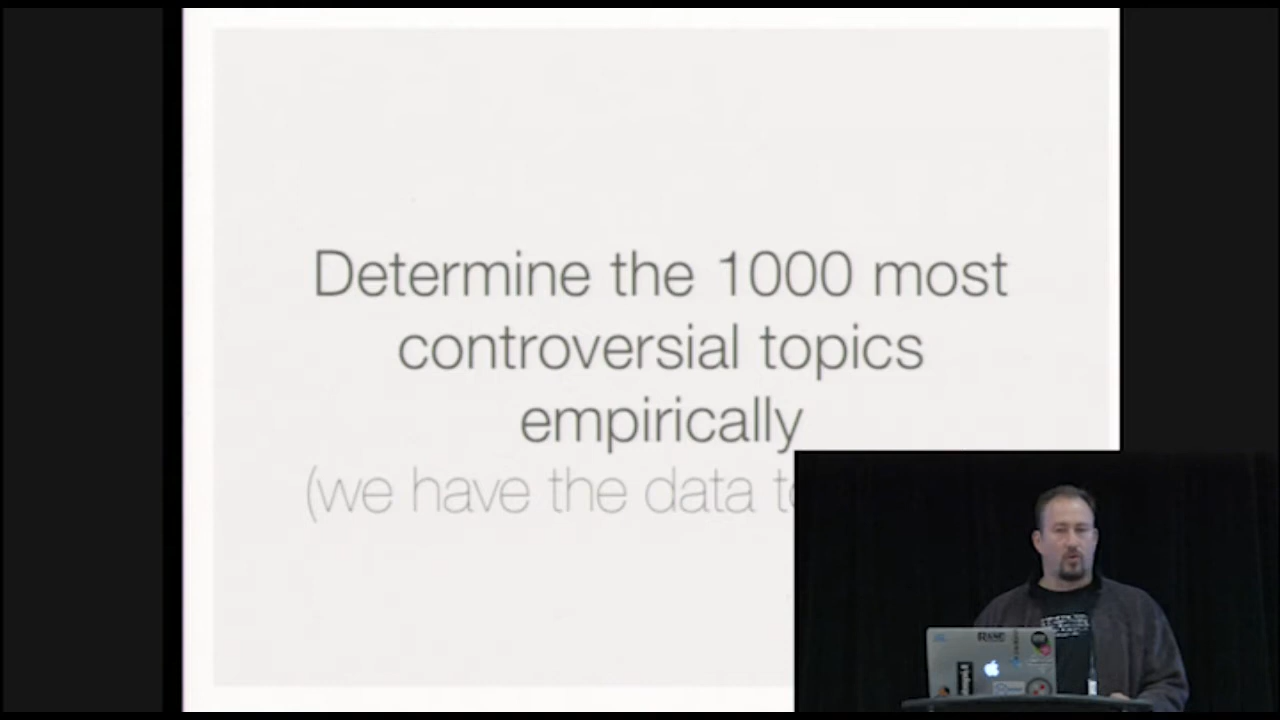 Determine the 1000 most
controversial topics
empirically
(we have the data